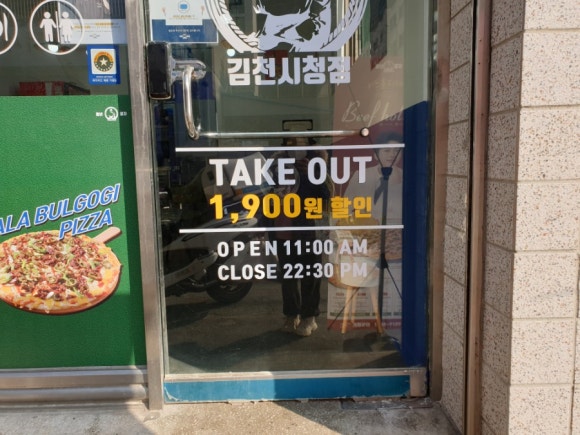 김천시청점
TAKE OUT
1,900원 할인
OPEN 11:00 AM
CLOSE 22:30 PM
ALA BULGOGI
PIZZA